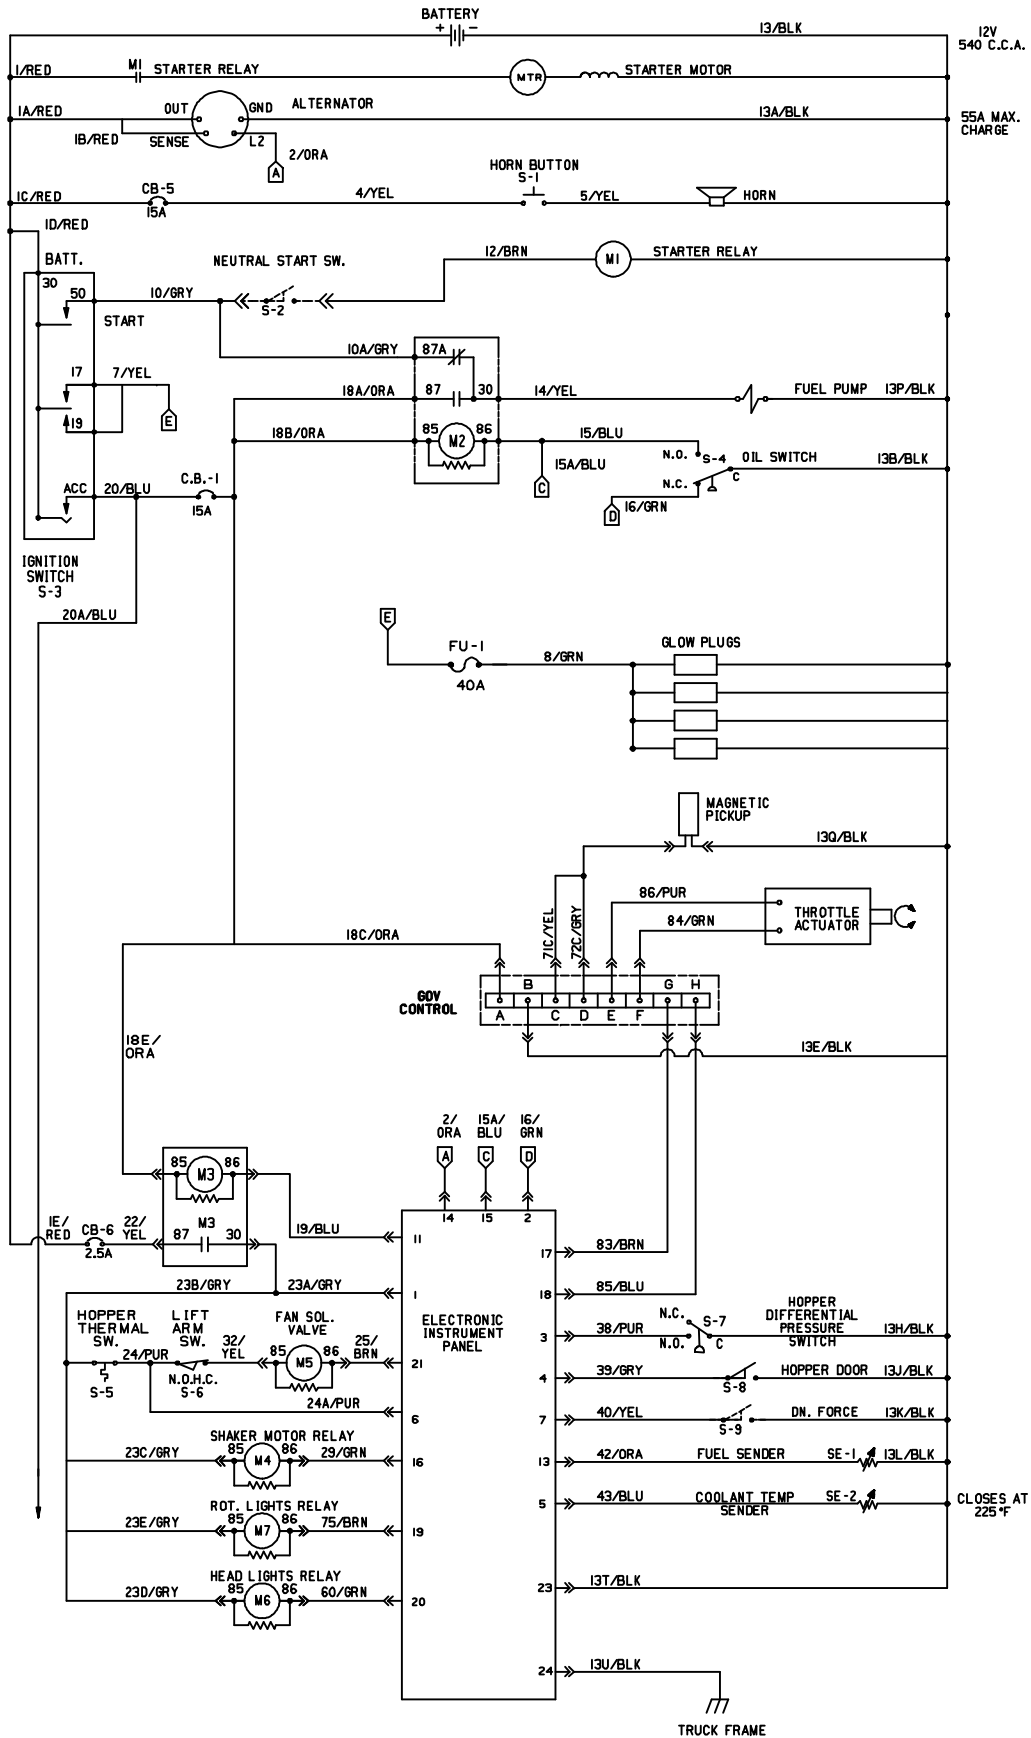 BATTERY
+ -
13/BLK
12V
540 C.C.A.
1/RED
M1
STARTER RELAY
MTR
STARTER MOTOR
1A/RED
OUT
GND
ALTERNATOR
13A/BLK
55A MAX.
CHARGE
1B/RED
SENSE
L2
2/ORA
A
HORN BUTTON
S-1
1C/RED
CB-5
15A
4/YEL
5/YEL
HORN
1D/RED
BATT.
30
NEUTRAL START SW.
12/BRN
M1
STARTER RELAY
50
10/GRY
S-2
START
10A/GRY
87A
17
7/YEL
E
18A/ORA
87
30
14/YEL
FUEL PUMP
13P/BLK
19
18B/ORA
85
M2
86
15/BLU
15A/BLU
C
N.O.
S-4
OIL SWITCH
13B/BLK
N.C.
C
16/GRN
D
ACC
20/BLU
C.B.-1
15A
IGNITION
SWITCH
S-3
20A/BLU
E
FU-1
40A
8/GRN
GLOW PLUGS
MAGNETIC
PICKUP
13Q/BLK
71C/YEL
72C/GRY
86/PUR
84/GRN
THROTTLE
ACTUATOR
18C/ORA
GOV
CONTROL
B
G
H
A
C
D
E
F
13E/BLK
18E/
ORA
2/
ORA
15A/
BLU
16/
GRN
A
C
D
14
15
2
85
M3
86
19/BLU
11
1E/
RED
CB-6
2.5A
22/
YEL
M3
87
30
17
83/BRN
23B/GRY
23A/GRY
1
18
85/BLU
ELECTRONIC
INSTRUMENT
PANEL
HOPPER
THERMAL
SW.
LIFT
ARM
SW.
FAN SOL.
VALVE
24/PUR
32/
YEL
85
M5
86
25/
BRN
21
S-5
N.O.H.C.
S-6
24A/PUR
6
3
38/PUR
N.C.
S-7
N.O.
C
HOPPER
DIFFERENTIAL
PRESSURE
SWITCH
13H/BLK
4
39/GRY
S-8
HOPPER DOOR
13J/BLK
7
40/YEL
S-9
DN. FORCE
13K/BLK
SHAKER MOTOR RELAY
23C/GRY
85
M4
86
29/GRN
16
13
42/ORA
FUEL SENDER
SE-1
13L/BLK
5
43/BLU
COOLANT TEMP
SENDER
SE-2
CLOSES AT
225°F
ROT. LIGHTS RELAY
23E/GRY
85
M7
86
75/BRN
19
HEAD LIGHTS RELAY
23D/GRY
85
M6
86
60/GRN
20
23
13T/BLK
24
13U/BLK
TRUCK FRAME